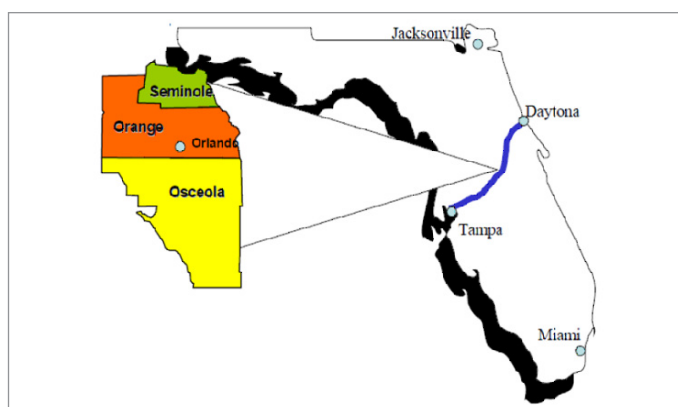 Jacksonville
Seminole
Daytona
Orange
Orlando
Osceola
Tampa
Miami